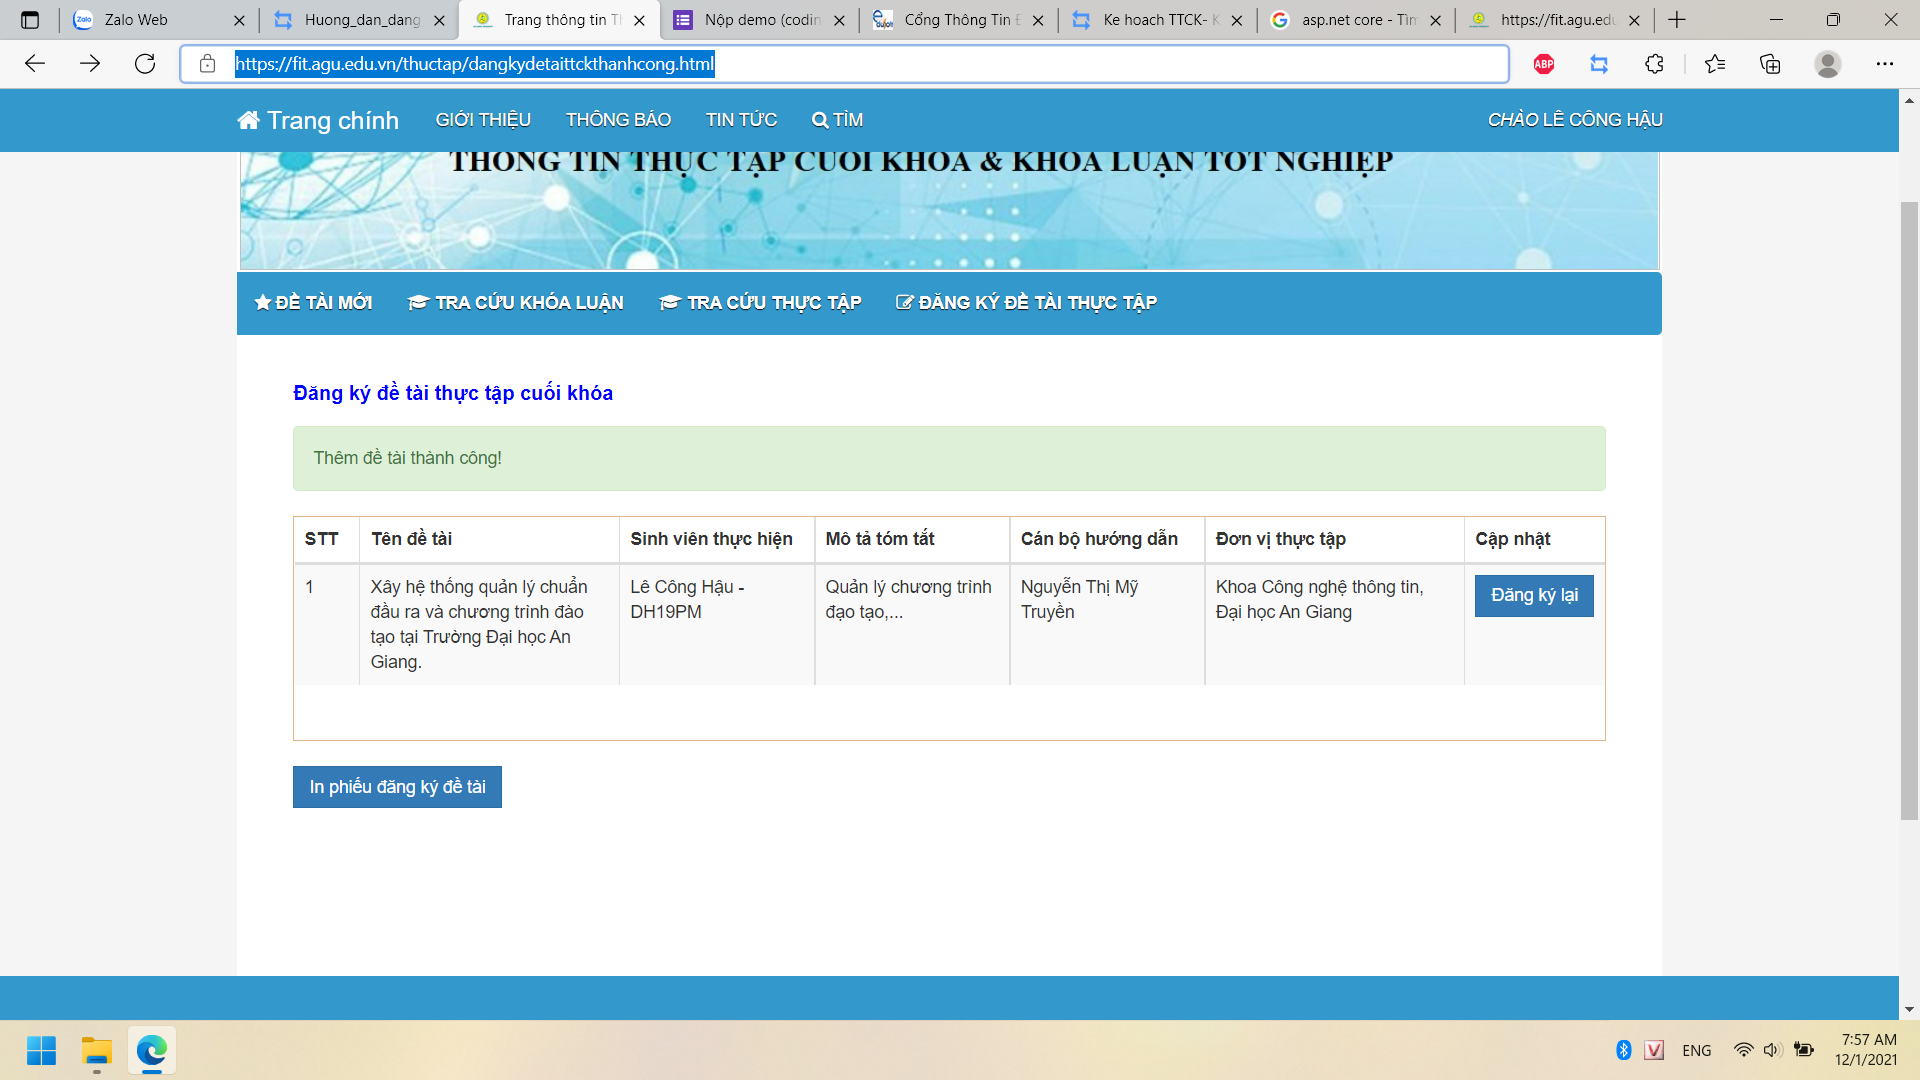 Zalo Web
Huong_dan_dang
Trang thông tin Th
Nộp demo (codin
Cổng Thông Tin Đ
Ke hoach TTCK- K
asp.net core - Tìm
https://fit.agu.edu
https://fit.agu.edu.vn/thuctap/dangkydetaittckthanhcong.html
ABP
Trang chính
GIỚI THIỆU
THÔNG BÁO
TIN TỨC
TÌM
CHÀO LÊ CÔNG HẬU
THÔNG TIN THỰC TẬP CUỐI KHÓA & KHÓA LUẬN TỐT NGHIỆP
ĐỀ TÀI MỚI
TRA CỨU KHÓA LUẬN
TRA CỨU THỰC TẬP
ĐĂNG KÝ ĐỀ TÀI THỰC TẬP
Đăng ký đề tài thực tập cuối khóa
Thêm đề tài thành công!
STT
Tên đề tài
Sinh viên thực hiện
Mô tả tóm tắt
Cán bộ hướng dẫn
Đơn vị thực tập
Cập nhật
1
Xây hệ thống quản lý chuẩn
đầu ra và chương trình đào
tạo tại Trường Đại học An
Giang.
Lê Công Hậu -
DH19PM
Quản lý chương trình
đạo tạo,...
Nguyễn Thị Mỹ
Truyền
Khoa Công nghệ thông tin,
Đại học An Giang
Đăng ký lại
In phiếu đăng ký đề tài
ENG
7:57 AM
12/1/2021